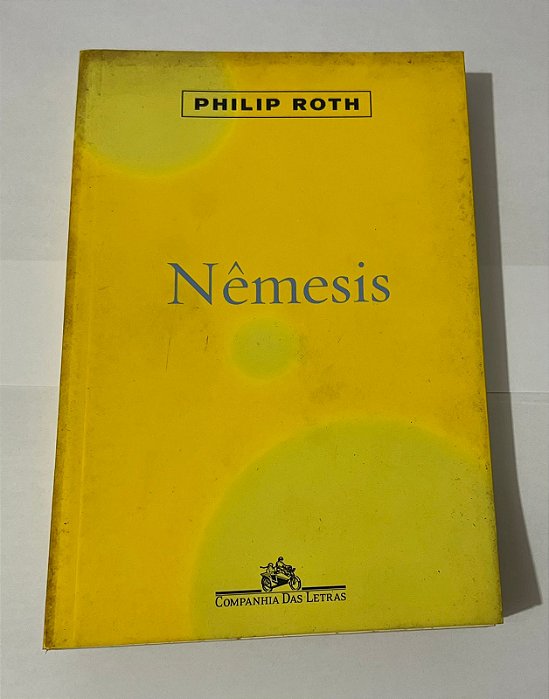 PHILIP ROTH
Nêmesis
COMPANHIA DAS LETRAS